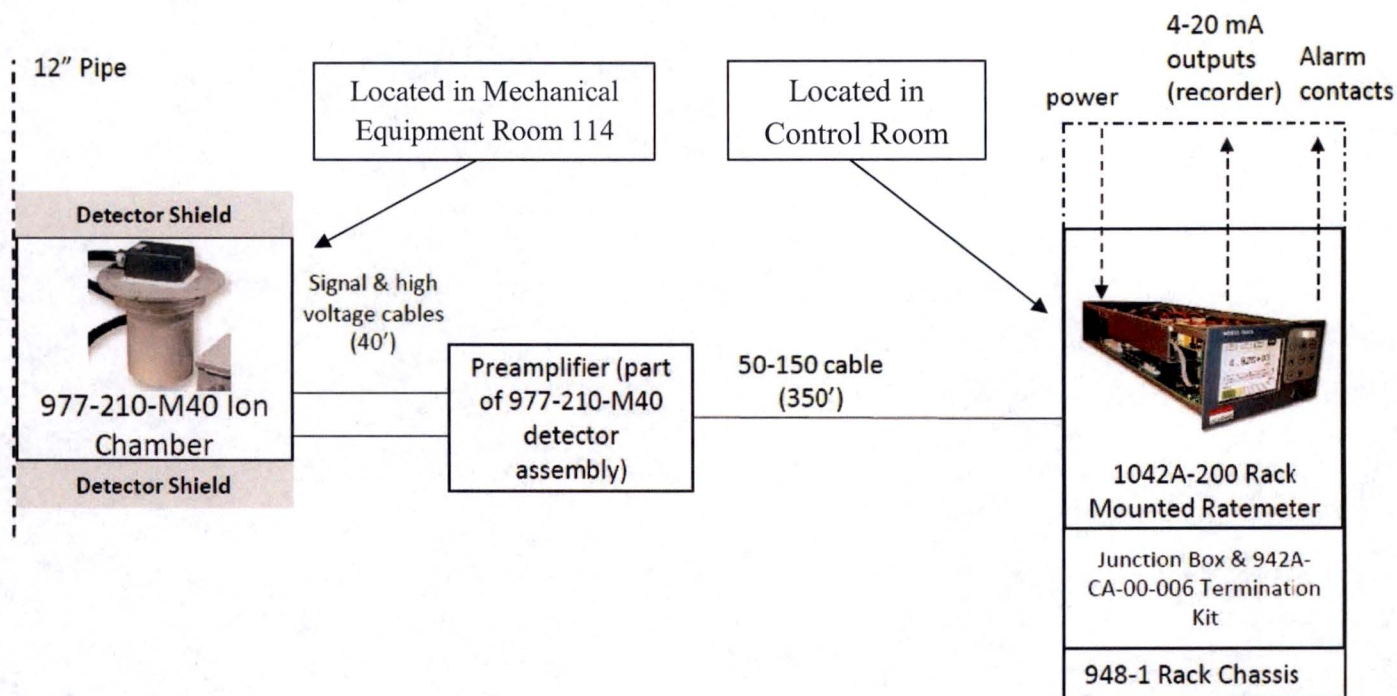 12” Pipe
Located in Mechanical
Equipment Room 114
Located in
Control Room
power
4-20 mA
outputs
(recorder)
Alarm
contacts
Detector Shield
977-210-M40 Ion
Chamber
Detector Shield
Signal & high
voltage cables
(40’)
Preamplifier (part
of 977-210-M40
detector
assembly)
50-150 cable
(350’)
1042A-200 Rack
Mounted Ratemeter
Junction Box & 942A-
CA-00-006 Termination
Kit
948-1 Rack Chassis